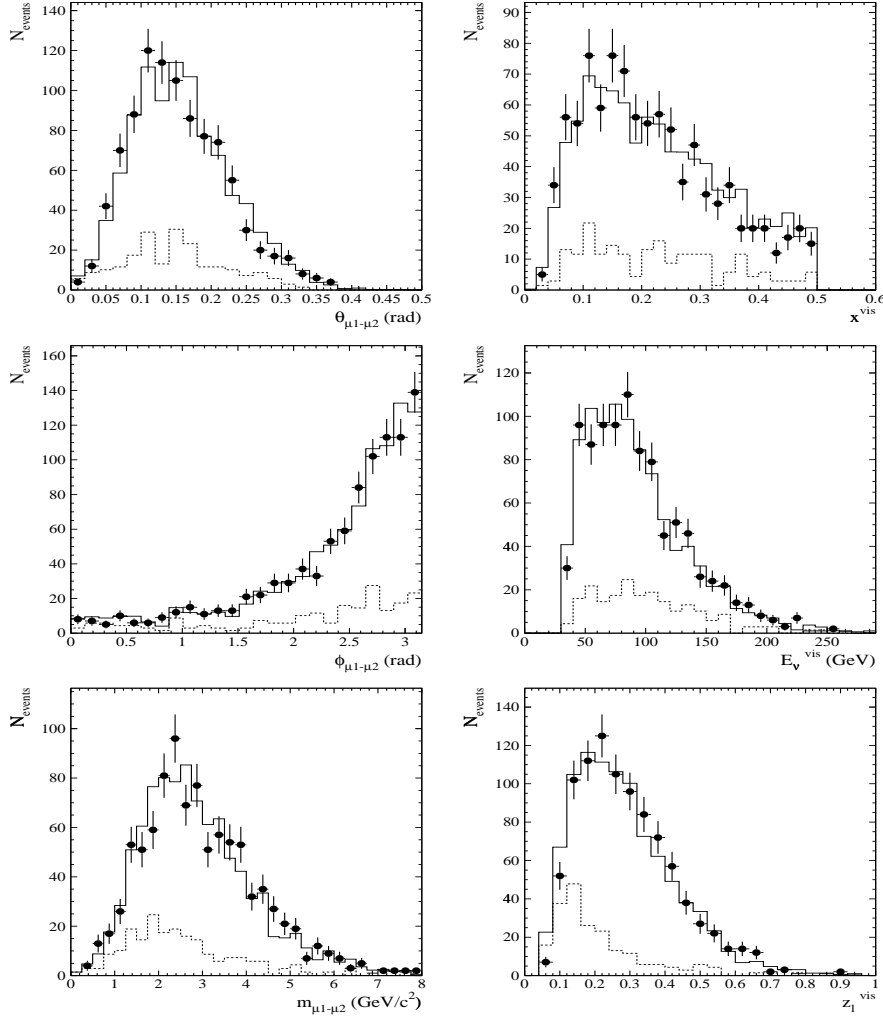 N_events
140
120
100
80
60
40
20
0
0 0.05 0.1 0.15 0.2 0.25 0.3 0.35 0.4 0.45 0.5
θ_μ1-μ2 (rad)
N_events
90
80
70
60
50
40
30
20
10
0
0 0.1 0.2 0.3 0.4 0.5 0.6
x^vis
N_events
160
140
120
100
80
60
40
20
0
0 0.5 1 1.5 2 2.5 3
ϕ_μ1-μ2 (rad)
N_events
120
100
80
60
40
20
0
0 50 100 150 200 250
E_ν^vis (GeV)
N_events
100
80
60
40
20
0
0 1 2 3 4 5 6 7 8
m_μ1-μ2 (GeV/c²)
N_events
140
120
100
80
60
40
20
0
0 0.1 0.2 0.3 0.4 0.5 0.6 0.7 0.8 0.9 1
z_1^vis